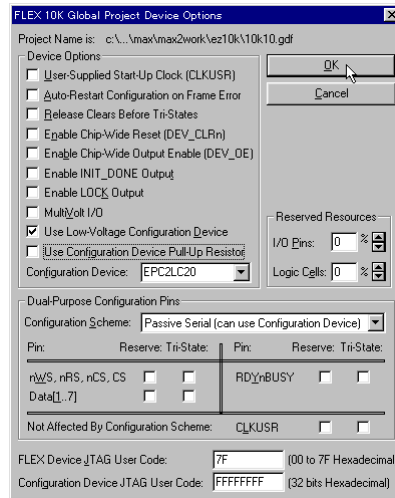 FLEX 10K Global Project Device Options
Project Name is: c:\...\max\max2work\ez10k\10k10.gdf
Device Options
User-Supplied Start-Up Clock (CLKUSR)
Auto-Restart Configuration on Frame Error
Release Clears Before Tri-States
Enable Chip-Wide Reset (DEV_CLRn)
Enable Chip-Wide Output Enable (DEV_OE)
Enable INIT_DONE Output
Enable LOCK Output
MultiVolt I/O
Use Low-Voltage Configuration Device
Use Configuration Device Pull-Up Resistor
Configuration Device: EPC2LC20
OK
Cancel
Reserved Resources
I/O Pins: 0 %
Logic Cells: 0 %
Dual-Purpose Configuration Pins
Configuration Scheme: Passive Serial (can use Configuration Device)
Pin: Reserve: Tri-State: Pin: Reserve: Tri-State:
nWS, nRS, nCS, CS RDYnBUSY
Data[1..7]
Not Affected By Configuration Scheme: CLKUSR
FLEX Device JTAG User Code: 7F (00 to 7F Hexadecimal)
Configuration Device JTAG User Code: FFFFFFFF (32 bits Hexadecimal)